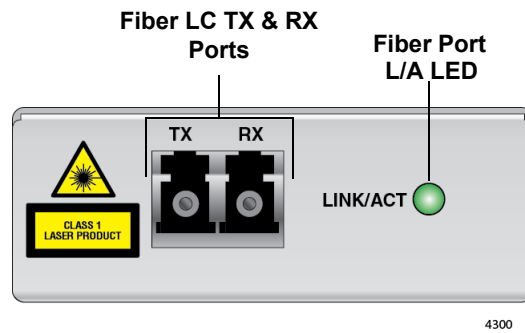 Fiber LC TX & RX
Ports
Fiber Port
L/A LED
TX RX
LINK/ACT
CLASS 1
LASER PRODUCT
4300